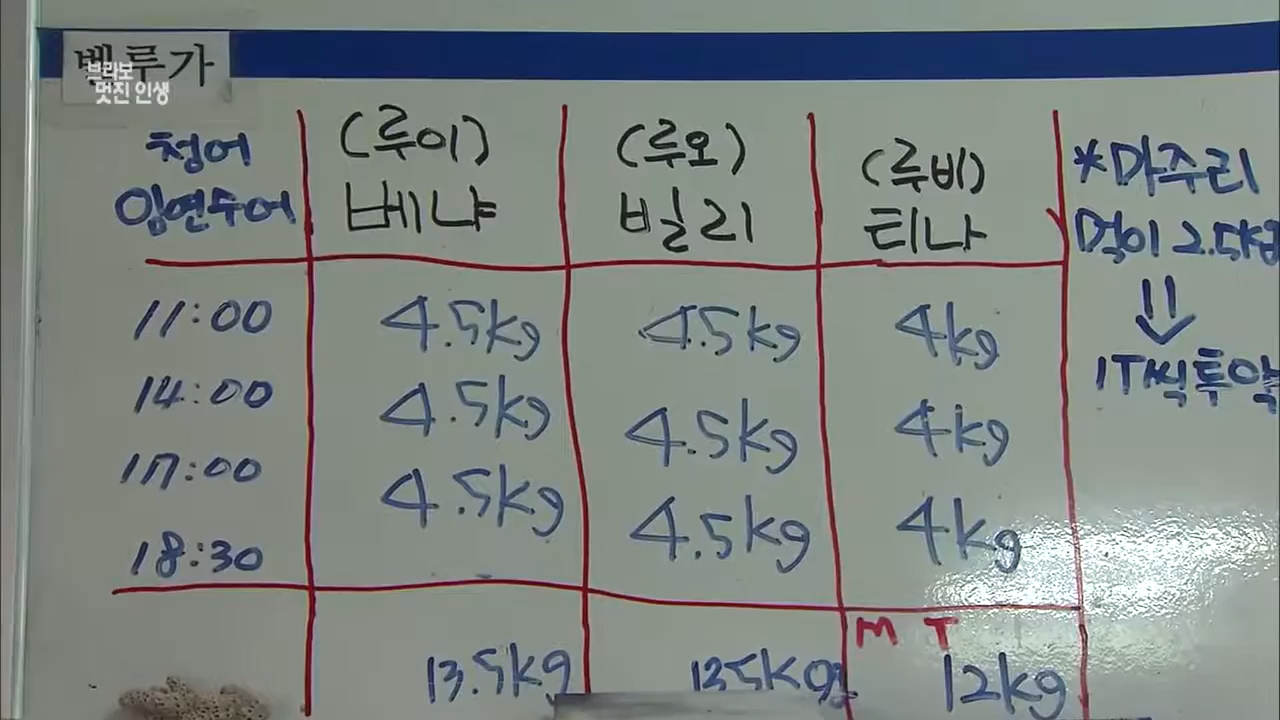 벨루가
브라보
멋진 인생
청어 (루이) (루오) (루비) *마주리
임연수어 베냐 빌리 티나 먹이 2.5kg
⇓
11:00 4.5kg 4.5kg 4kg 1T씩 투약
14:00 4.5kg 4.5kg 4kg
17:00 4.5kg 4.5kg 4kg
18:30
M T
13.5kg 13.5kg 12kg